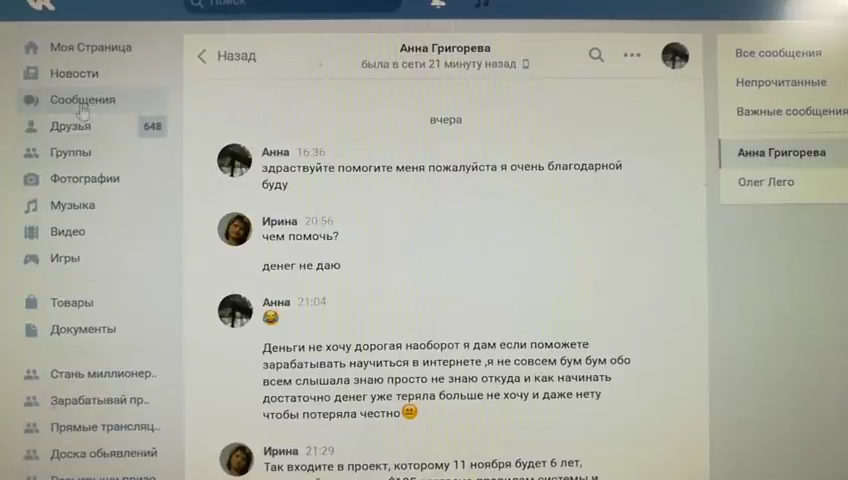 Поиск
Моя Страница
Новости
Сообщения
Друзья
648
Группы
Фотографии
Музыка
Видео
Игры
Товары
Документы
Стань миллионер..
Зарабатывай пр..
Прямые трансляц..
Доска объявлений
Назад
Анна Григорева
была в сети 21 минуту назад
вчера
Анна 16:36
здраствуйте помогите меня пожалуйста я очень благодарной
буду
Ирина 20:56
чем помочь?
денег не даю
Анна 21:04
Деньги не хочу дорогая наоборот я дам если поможете
зарабатывать научиться в интернете ,я не совсем бум бум обо
всем слышала знаю просто не знаю откуда и как начинать
достаточно денег уже теряла больше не хочу и даже нету
чтобы потеряла честно
Ирина 21:29
Так входите в проект, которому 11 ноября будет 6 лет,
Все сообщения
Непрочитанные
Важные сообщения
Анна Григорева
Олег Лего